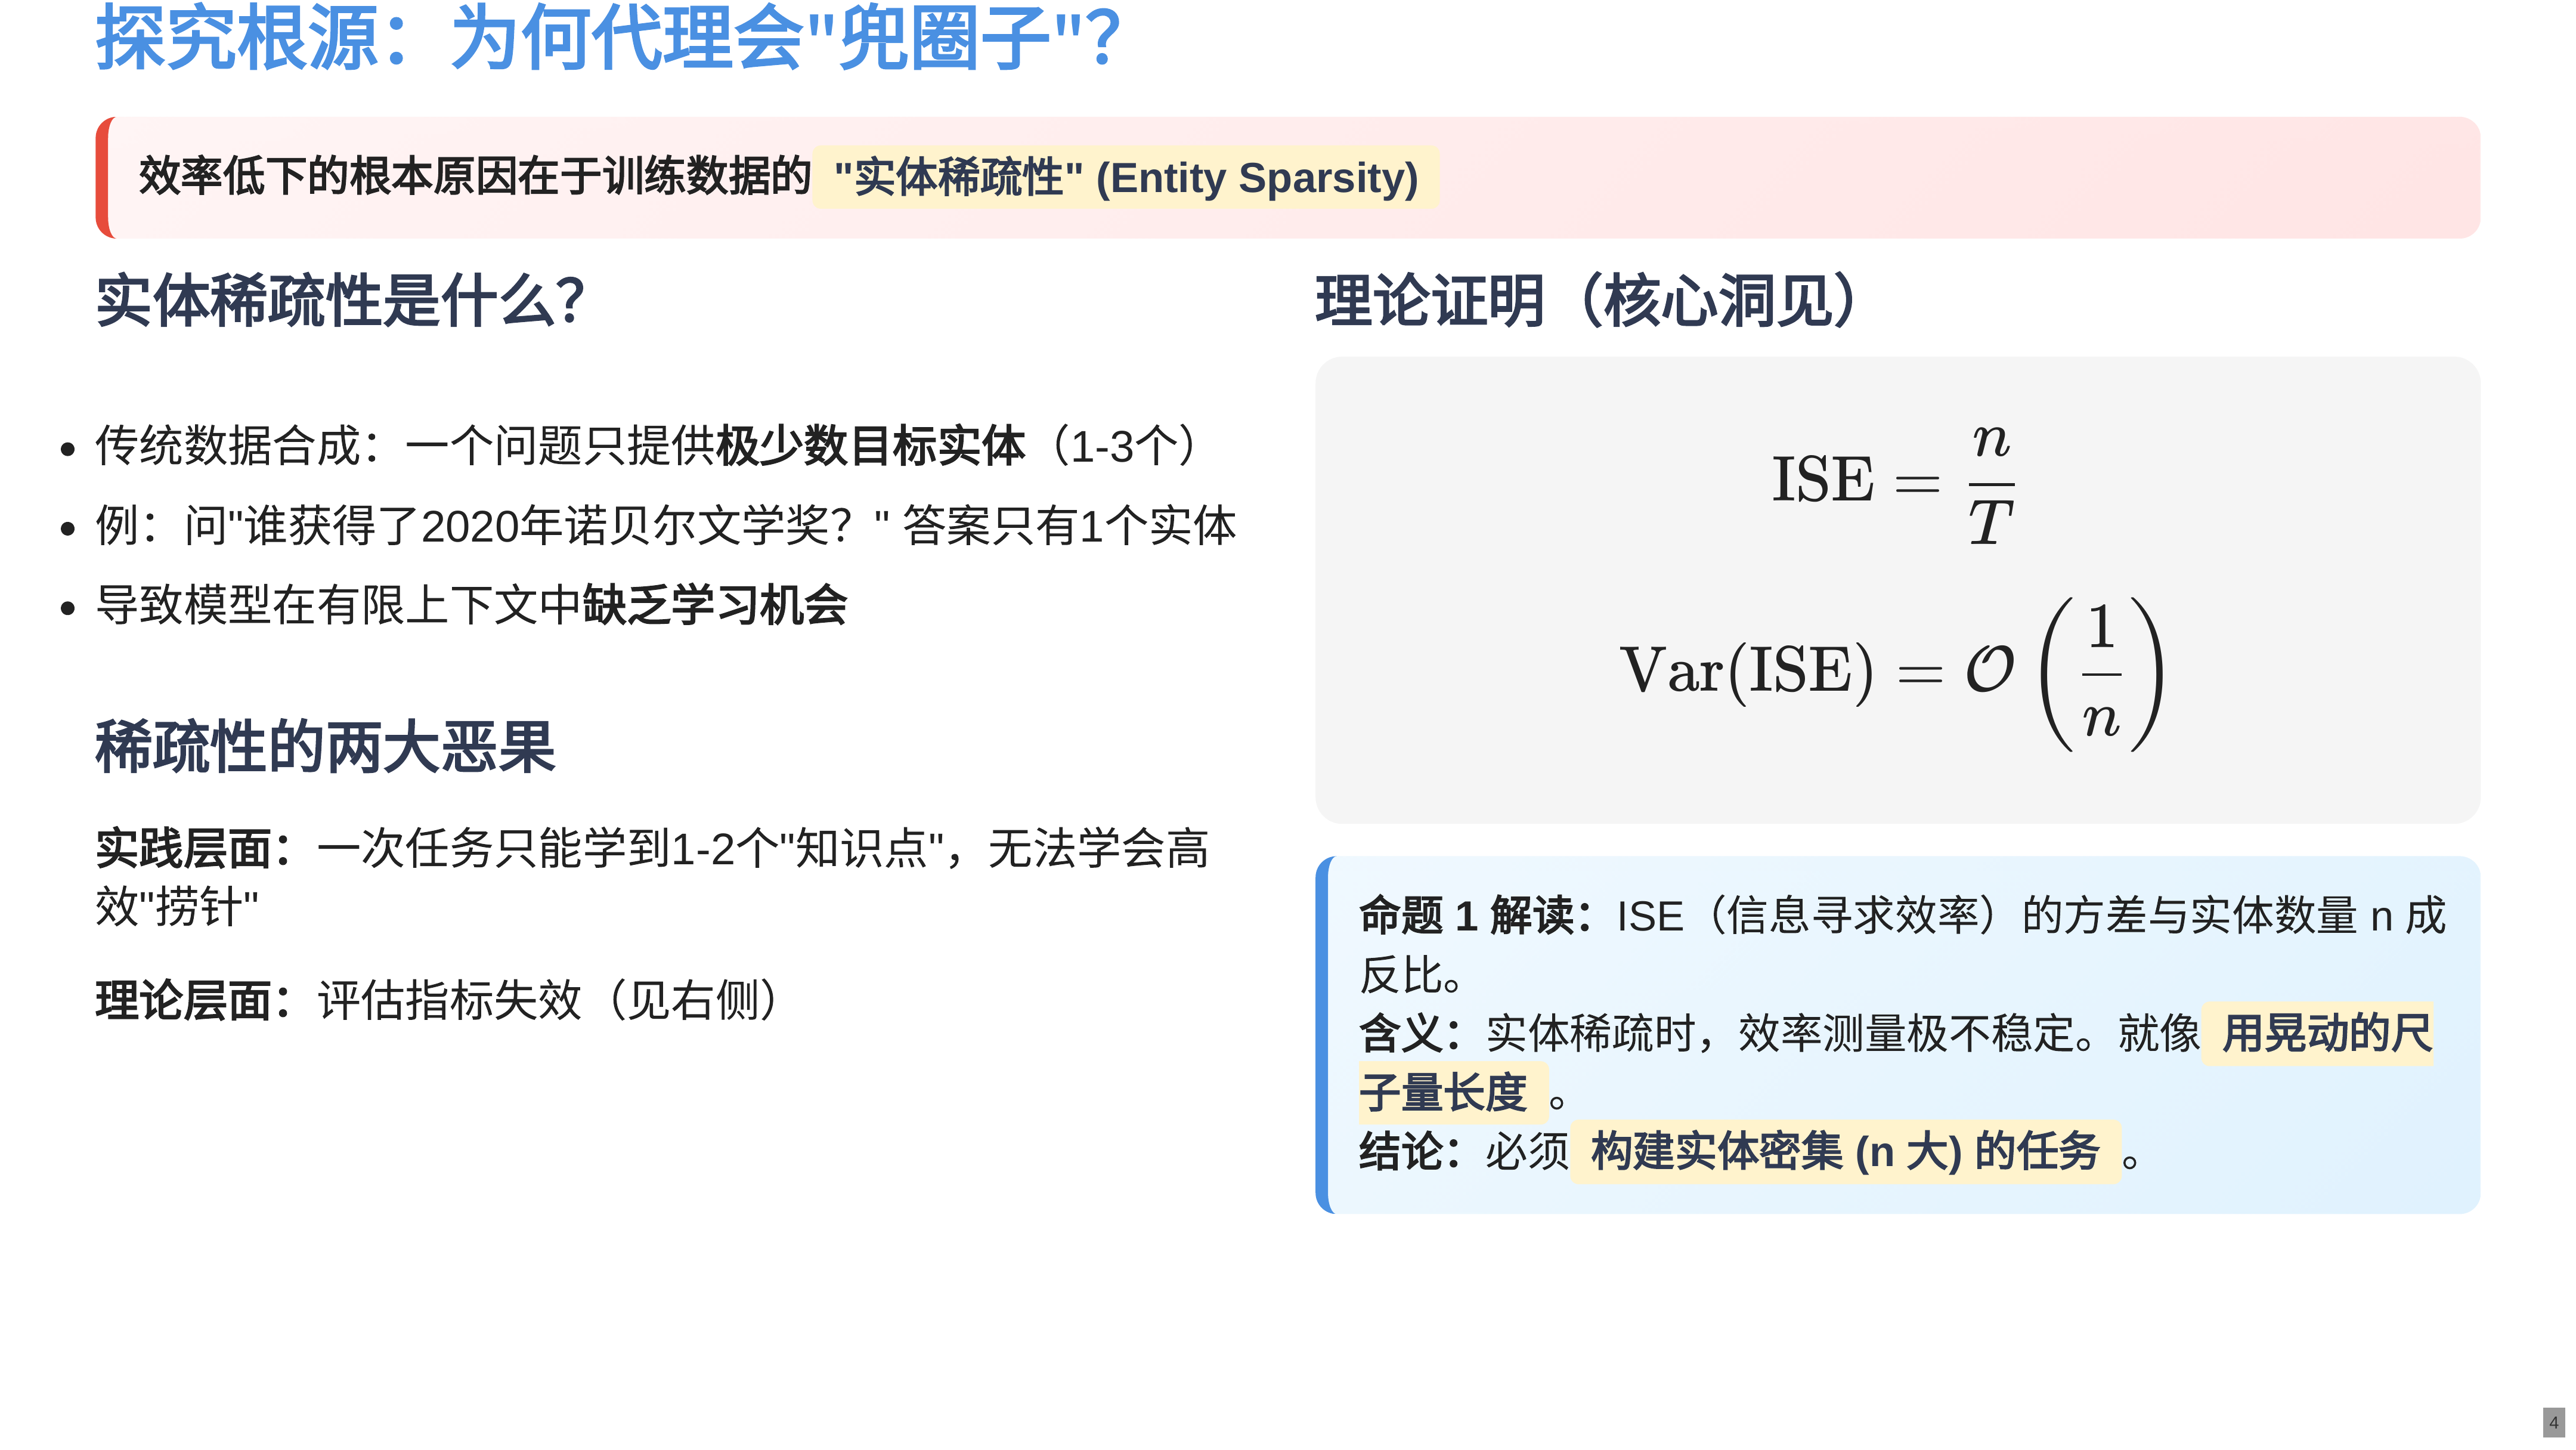 探究根源：为何代理会"兜圈子"？
效率低下的根本原因在于训练数据的 "实体稀疏性" (Entity Sparsity)
实体稀疏性是什么？
• 传统数据合成：一个问题只提供极少数目标实体（1-3个）
• 例：问"谁获得了2020年诺贝尔文学奖？" 答案只有1个实体
• 导致模型在有限上下文中缺乏学习机会
稀疏性的两大恶果
实践层面：一次任务只能学到1-2个"知识点"，无法学会高
效"捞针"
理论层面：评估指标失效（见右侧）
理论证明（核心洞见）
ISE = n/T
Var(ISE) = 𝒪(1/n)
命题 1 解读：ISE（信息寻求效率）的方差与实体数量 n 成
反比。
含义：实体稀疏时，效率测量极不稳定。就像 用晃动的尺
子量长度 。
结论：必须 构建实体密集 (n 大) 的任务 。
4